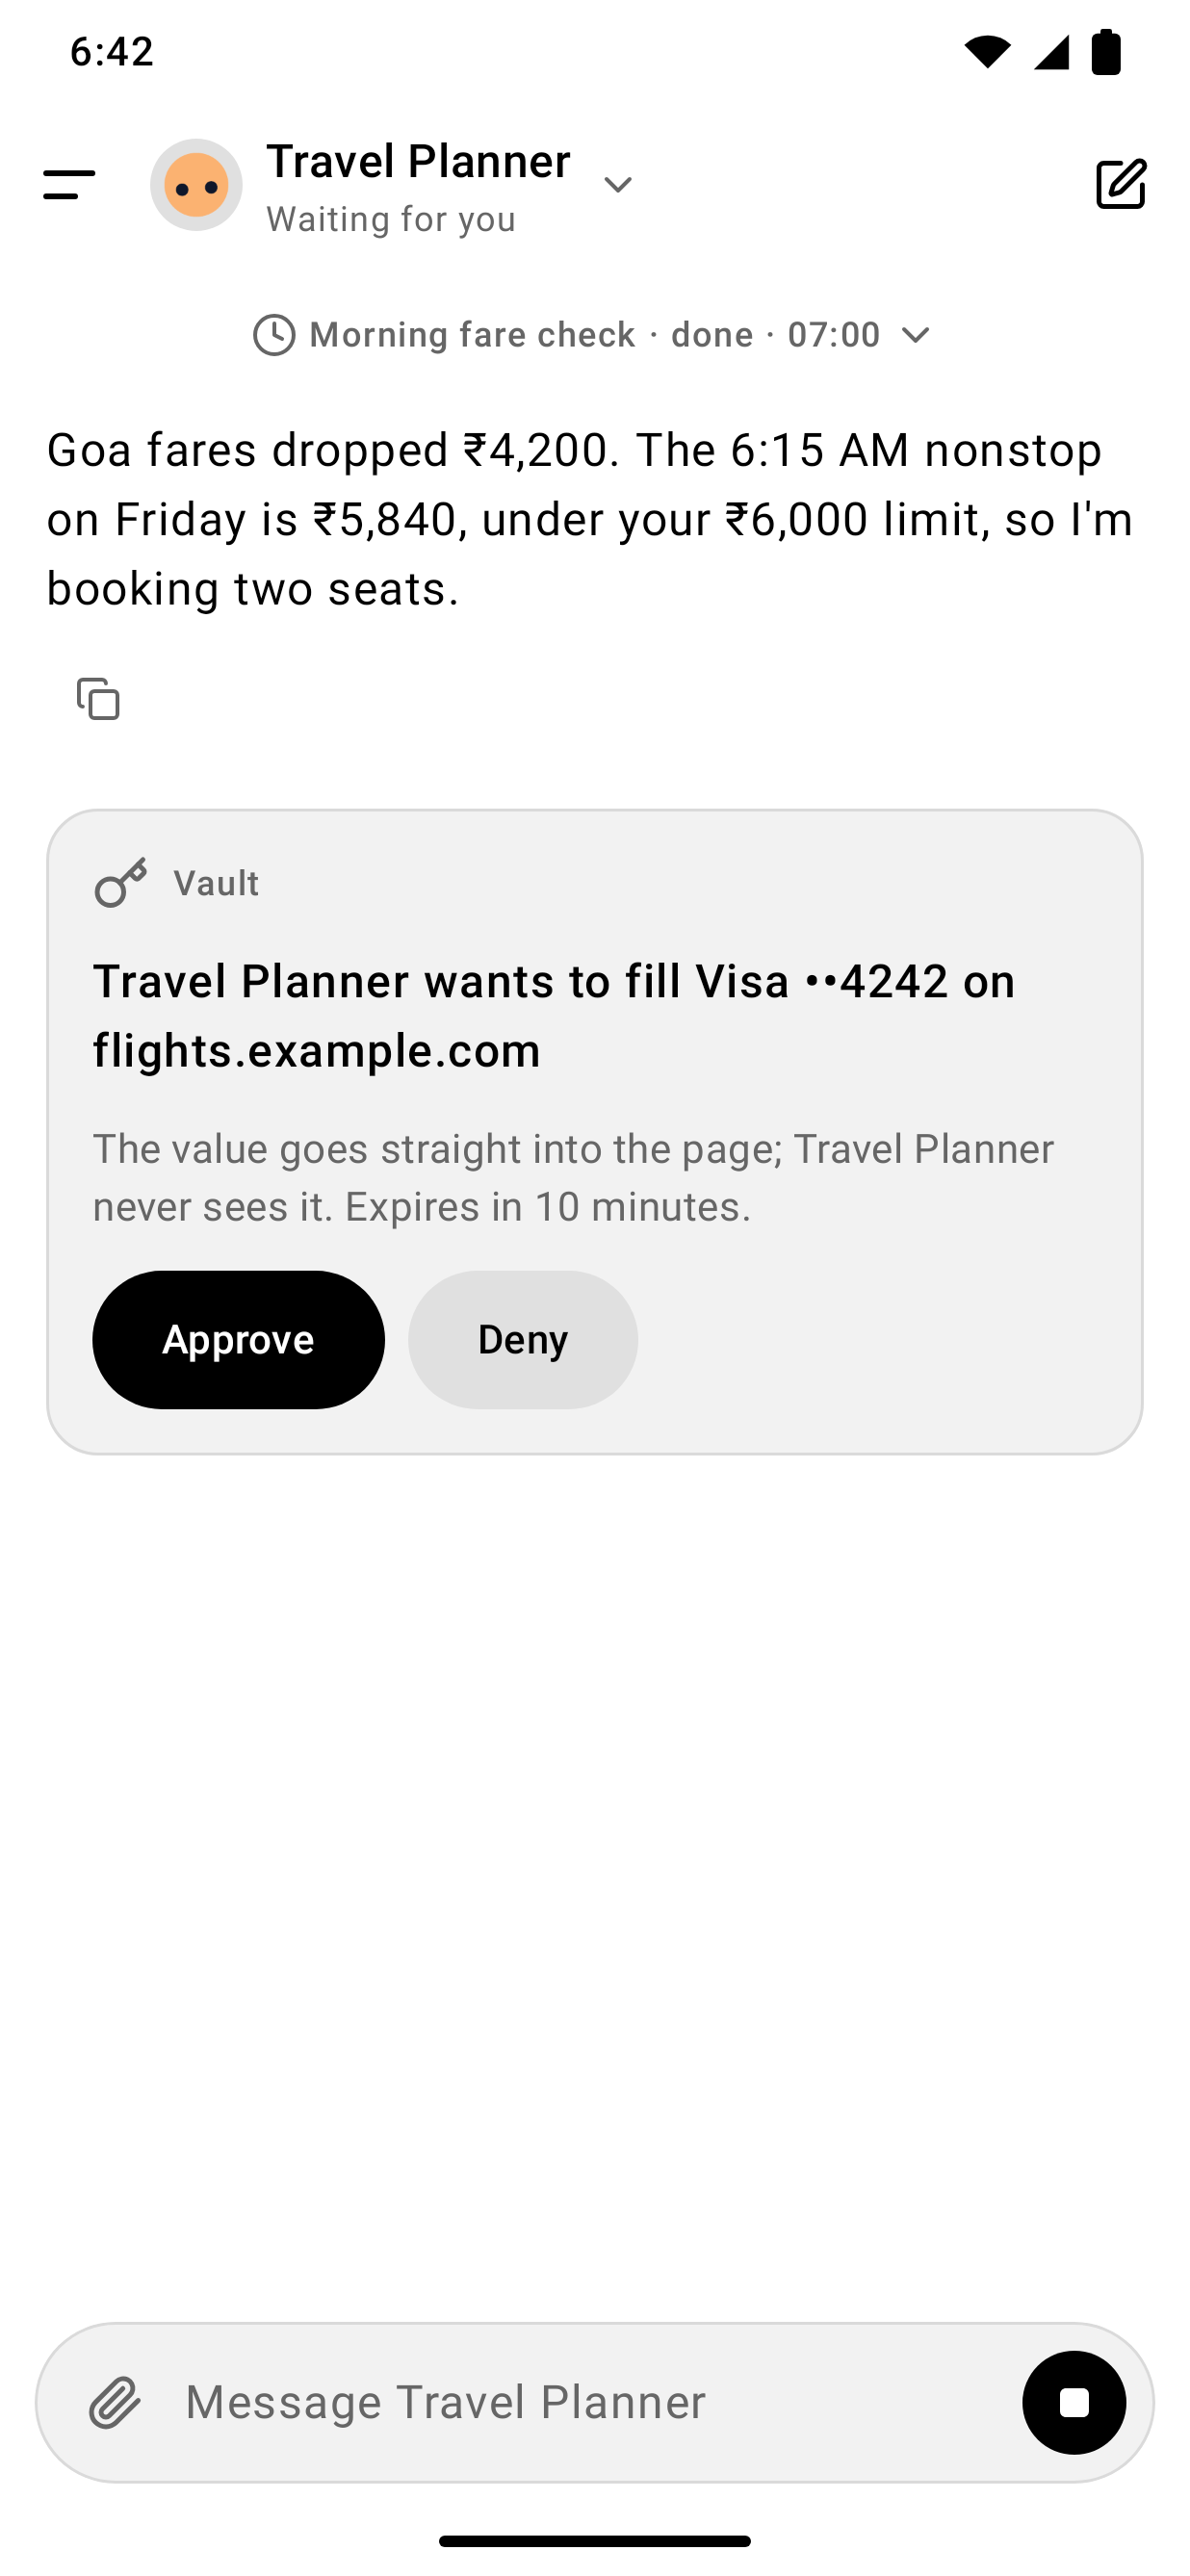 6:42
Travel Planner
Waiting for you
Morning fare check · done · 07:00
Goa fares dropped ₹4,200. The 6:15 AM nonstop
on Friday is ₹5,840, under your ₹6,000 limit, so I'm
booking two seats.
Vault
Travel Planner wants to fill Visa ••4242 on
flights.example.com
The value goes straight into the page; Travel Planner
never sees it. Expires in 10 minutes.
Approve
Deny
Message Travel Planner